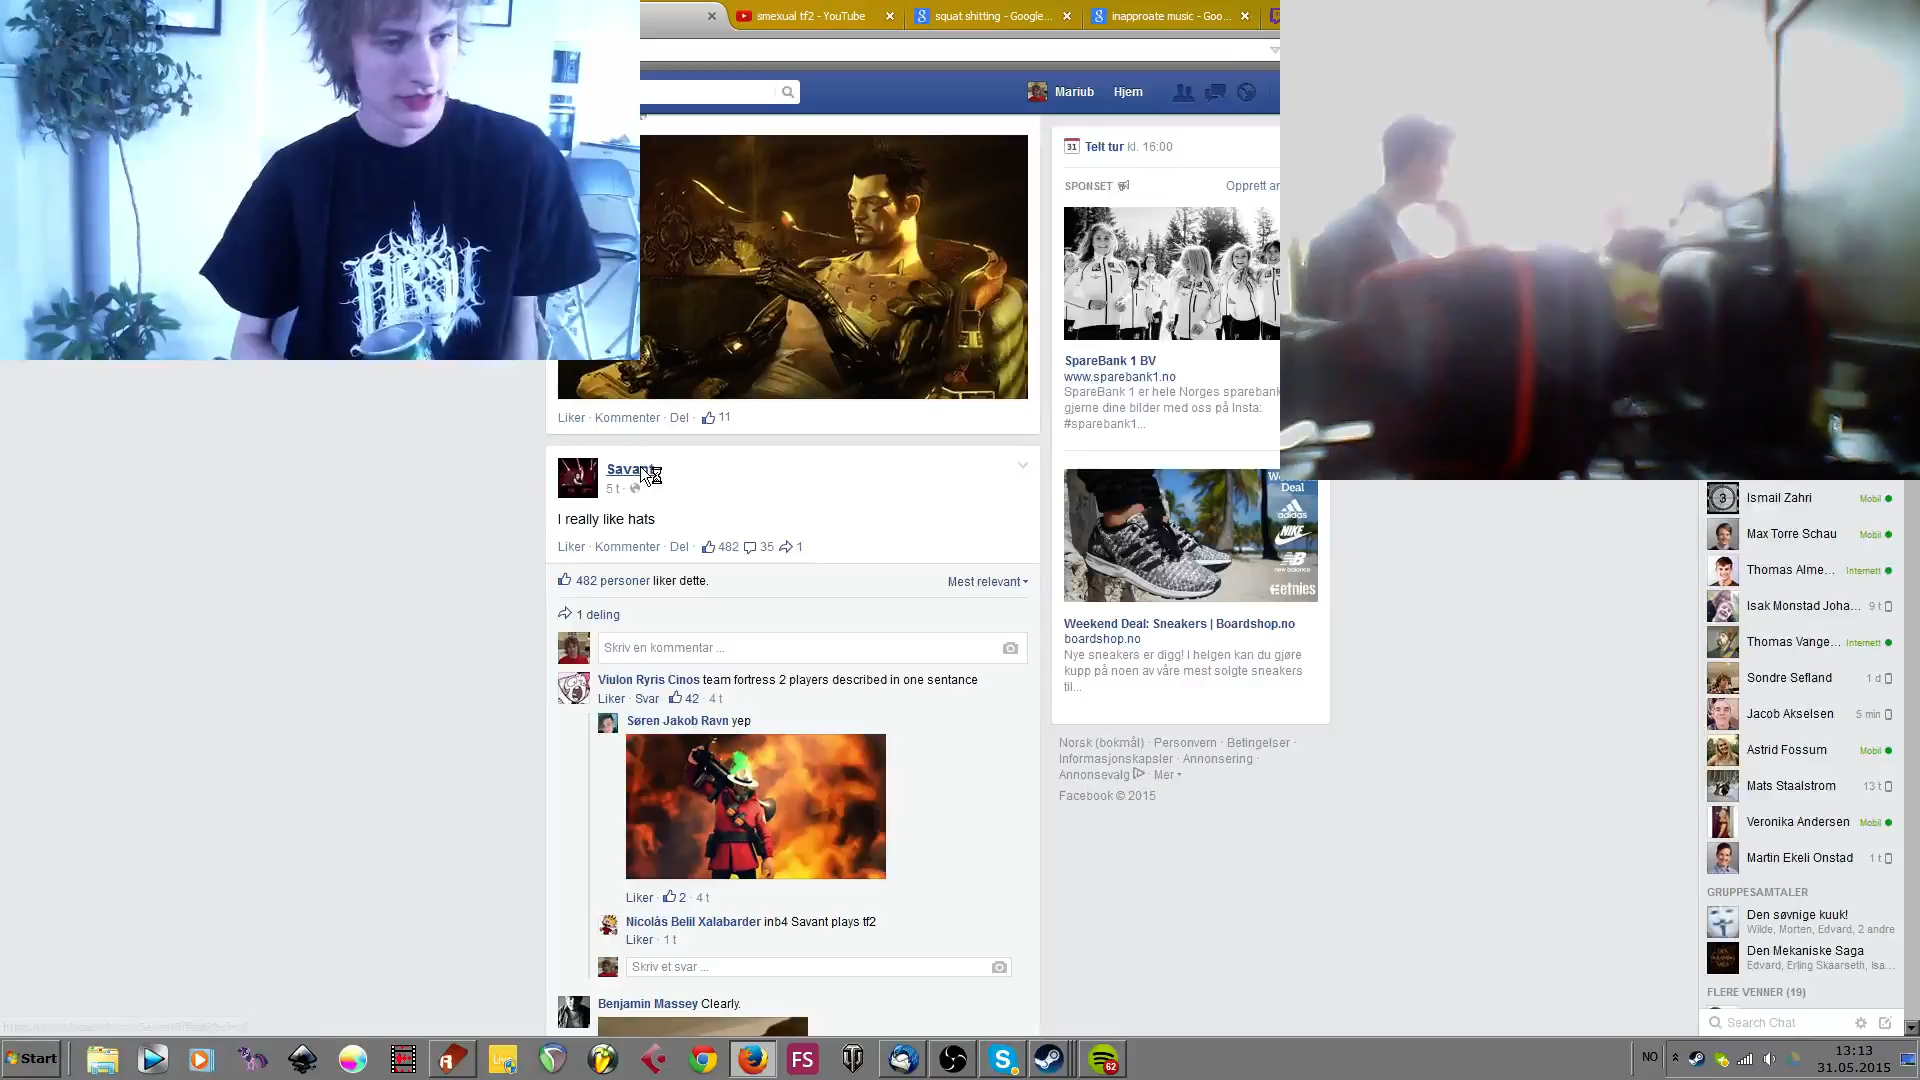 smexual tf2 - YouTube
squat shitting - Google...
inapproate music - Goo...
Mariub
Hjem
31 Telt tur kl. 16:00
SPONSET
Opprett an
SpareBank 1 BV
www.sparebank1.no
SpareBank 1 er hele Norges sparebank
gjerne dine bilder med oss på Insta:
#sparebank1...
Liker · Kommenter · Del · 11
Savant
5 t ·
I really like hats
Liker · Kommenter · Del · 482 35 1
482 personer liker dette.
Mest relevant
1 deling
Skriv en kommentar ...
Viulon Ryris Cinos team fortress 2 players described in one sentance
Liker · Svar · 42 · 4 t
Søren Jakob Ravn yep
Liker · 2 · 4 t
Nicolás Belil Xalabarder inb4 Savant plays tf2
Liker · 1 t
Skriv et svar ...
Benjamin Massey Clearly.
Deal
adidas
NIKE
new balance
etnies
Weekend Deal: Sneakers | Boardshop.no
boardshop.no
Nye sneakers er digg! I helgen kan du gjøre
kupp på noen av våre mest solgte sneakers
til...
Norsk (bokmål) · Personvern · Betingelser ·
Informasjonskapsler · Annonsering ·
Annonsevalg · Mer
Facebook © 2015
3 Ismail Zahri Mobil
Max Torre Schau Mobil
Thomas Alme... Internett
Isak Monstad Joha... 9 t
Thomas Vange... Internett
Sondre Sefland 1 d
Jacob Akselsen 5 min
Astrid Fossum Mobil
Mats Staalstrom 13 t
Veronika Andersen Mobil
Martin Ekeli Onstad 1 t
GRUPPESAMTALER
Den søvnige kuuk!
Wilde, Morten, Edvard, 2 andre
Den Mekaniske Saga
Edvard, Erling Skaarseth, Isa...
FLERE VENNER (19)
Search Chat
Start
FS
62
NO
13:13
31.05.2015